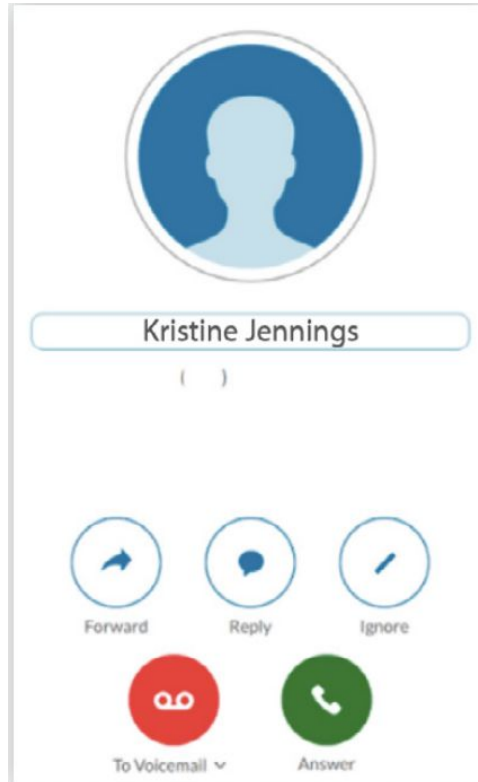 Kristine Jennings
( )
Forward Reply Ignore
To Voicemail Answer